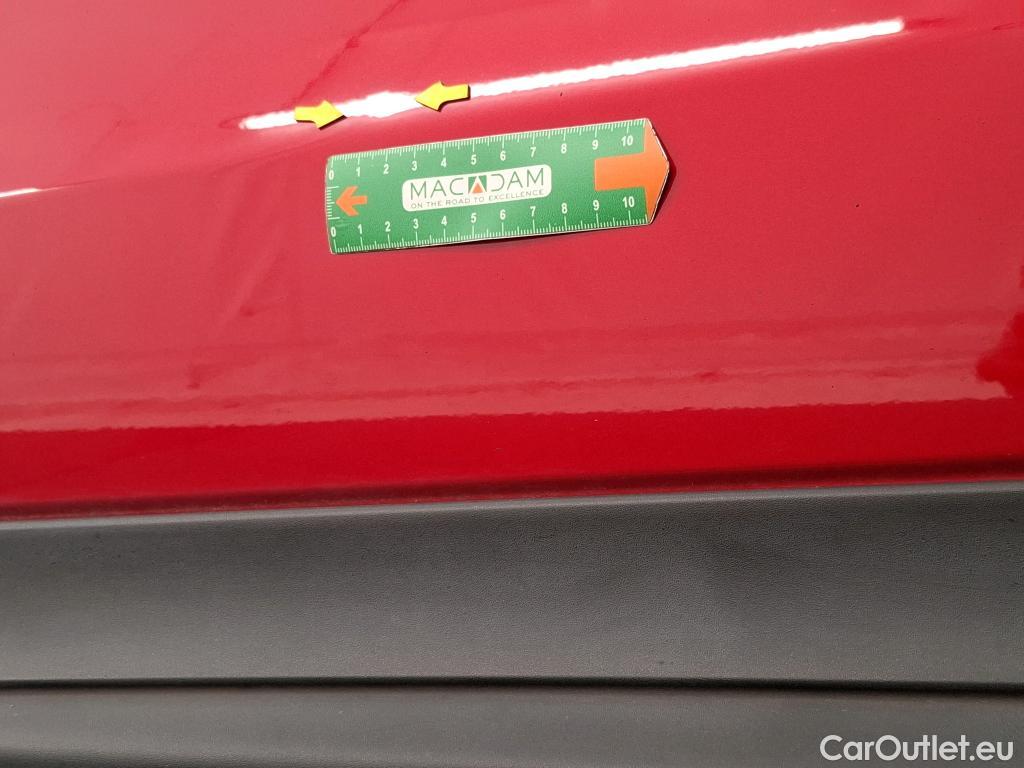 0 1 2 3 4 5 6 7 8 9 10
MACADAM
ON THE ROAD TO EXCELLENCE
0 1 2 3 4 5 6 7 8 9 10
CarOutlet.eu